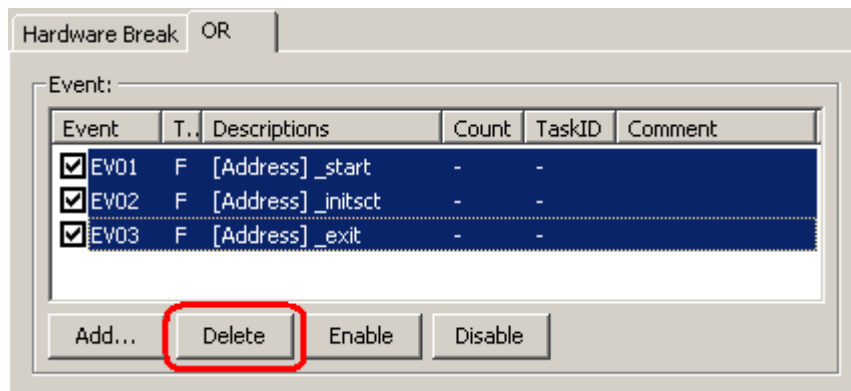 Hardware Break OR
Event:
Event T.. Descriptions Count TaskID Comment
EV01 F [Address] _start - -
EV02 F [Address] _initsct - -
EV03 F [Address] _exit - -
Add... Delete Enable Disable